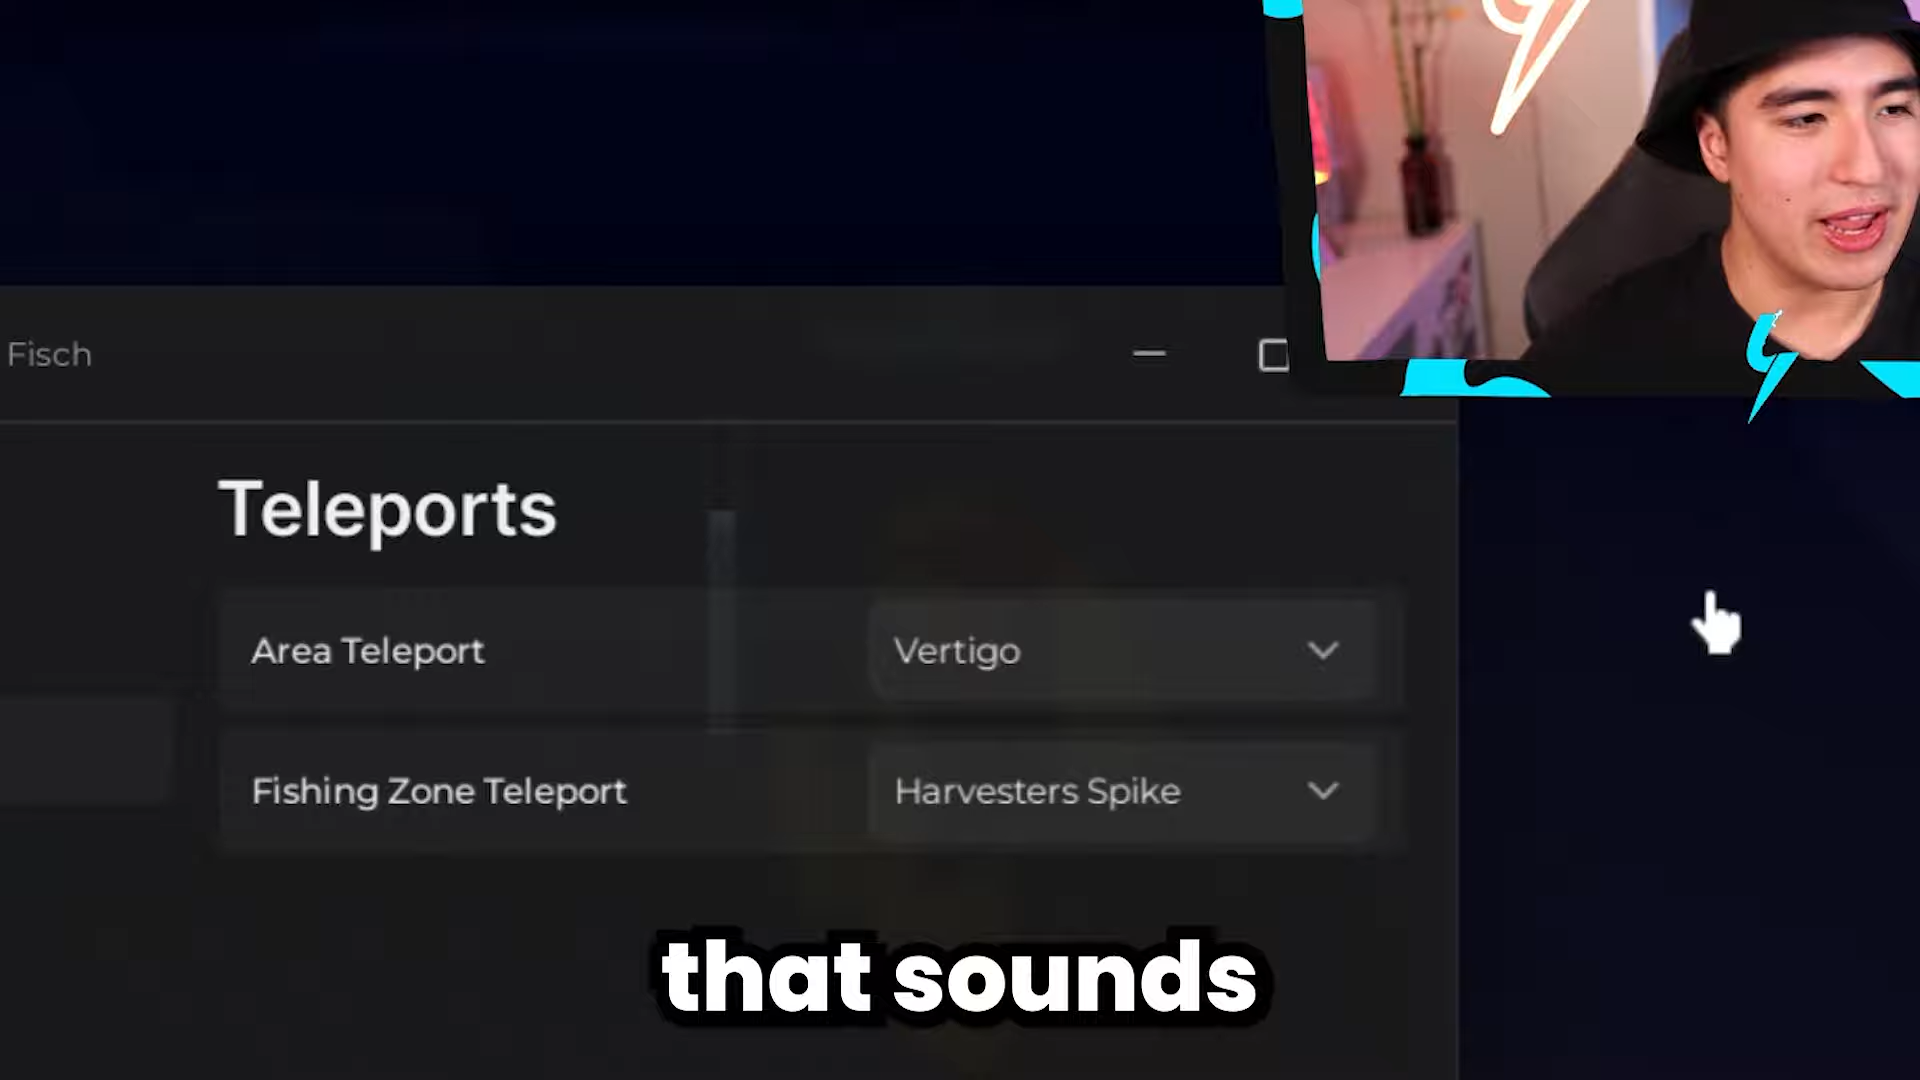 Fisch
Teleports
Area Teleport
Vertigo
Fishing Zone Teleport
Harvesters Spike
that sounds